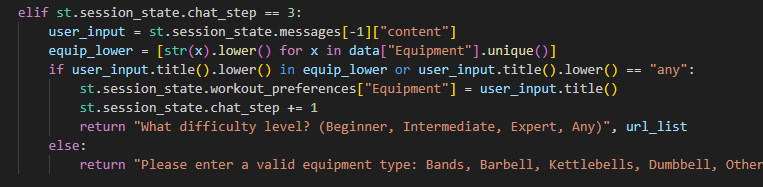 elif st.session_state.chat_step == 3:
user_input = st.session_state.messages[-1]["content"]
equip_lower = [str(x).lower() for x in data["Equipment"].unique()]
if user_input.title().lower() in equip_lower or user_input.title().lower() == "any":
st.session_state.workout_preferences["Equipment"] = user_input.title()
st.session_state.chat_step += 1
return "What difficulty level? (Beginner, Intermediate, Expert, Any)", url_list
else:
return "Please enter a valid equipment type: Bands, Barbell, Kettlebells, Dumbbell, Other